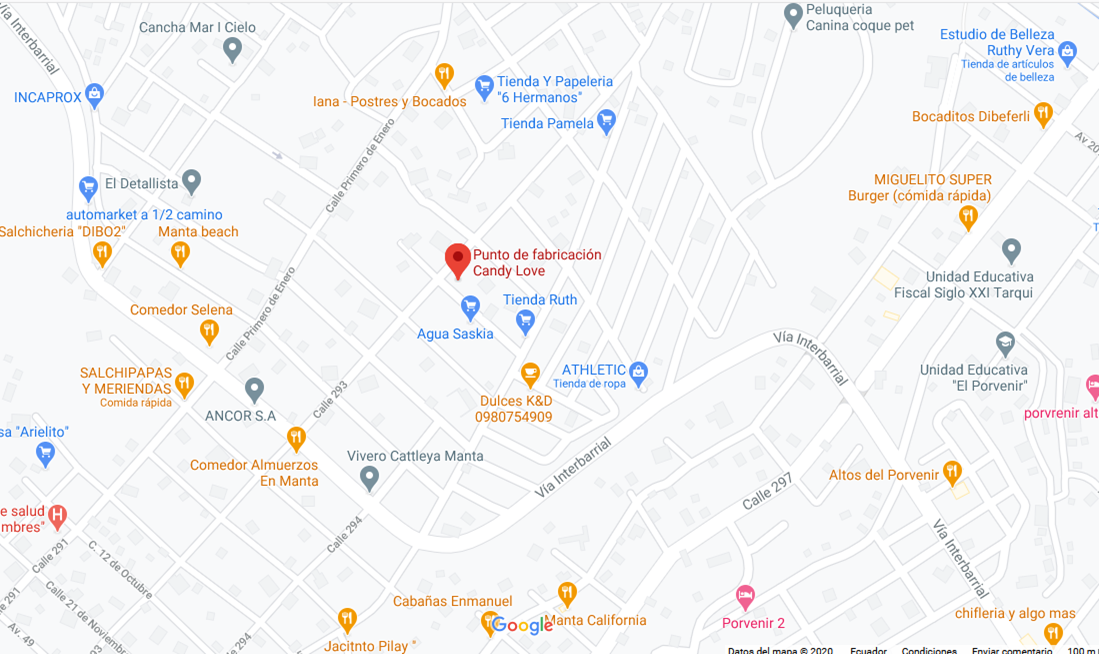 Vía Interbarrial
Cancha Mar I Cielo
Peluqueria
Canina coque pet
Estudio de Belleza
Ruthy Vera
Tienda de artículos
de belleza
INCAPROX
Iana - Postres y Bocados
Tienda Y Papeleria
"6 Hermanos"
Tienda Pamela
Bocaditos Dibeferli
Av 20
Calle Primero de Enero
El Detallista
automarket a 1/2 camino
MIGUELITO SUPER
Burger (cómida rápida)
Salchicheria "DIBO2"
Manta beach
Punto de fabricación
Candy Love
Unidad Educativa
Fiscal Siglo XXI Tarqui
Comedor Selena
Calle Primero de Enero
Agua Saskia
Tienda Ruth
Vía Interbarrial
SALCHIPAPAS
Y MERIENDAS
Comida rápida
Calle 293
ANCOR S.A
ATHLETIC
Tienda de ropa
Dulces K&D
0980754909
Unidad Educativa
"El Porvenir"
porvrenir alt
sa "Arielito"
Comedor Almuerzos
En Manta
Vivero Cattleya Manta
Vía Interbarrial
Calle 297
Altos del Porvenir
e salud
mbres"
Calle 291
Calle 294
C. 12 de Octubre
Vía Interbarrial
291
Calle 21 de Noviemb
Av. 49
Calle 294
Cabañas Enmanuel
Manta California
Jacitnto Pilay "
Google
Porvenir 2
chifleria y algo mas
Datos del mapa © 2020 Ecuador Condiciones Enviar comentario 100 m